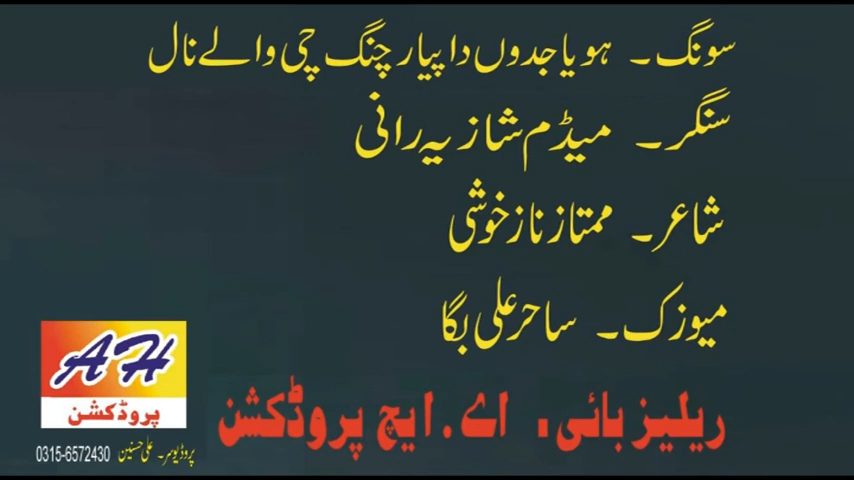 سونگ ۔ ہویا جدوں دا پیار چنگ چی والے نال
سنگر ۔ میڈم شازیہ رانی
شاعر ۔ ممتاز ناز خوشی
میوزک ۔ ساحر علی بگا
ریلیز بائی . اے . ایچ پروڈکشن
AH
پروڈکشن
پروڈیوسر ۔ علی حسنین 0315-6572430